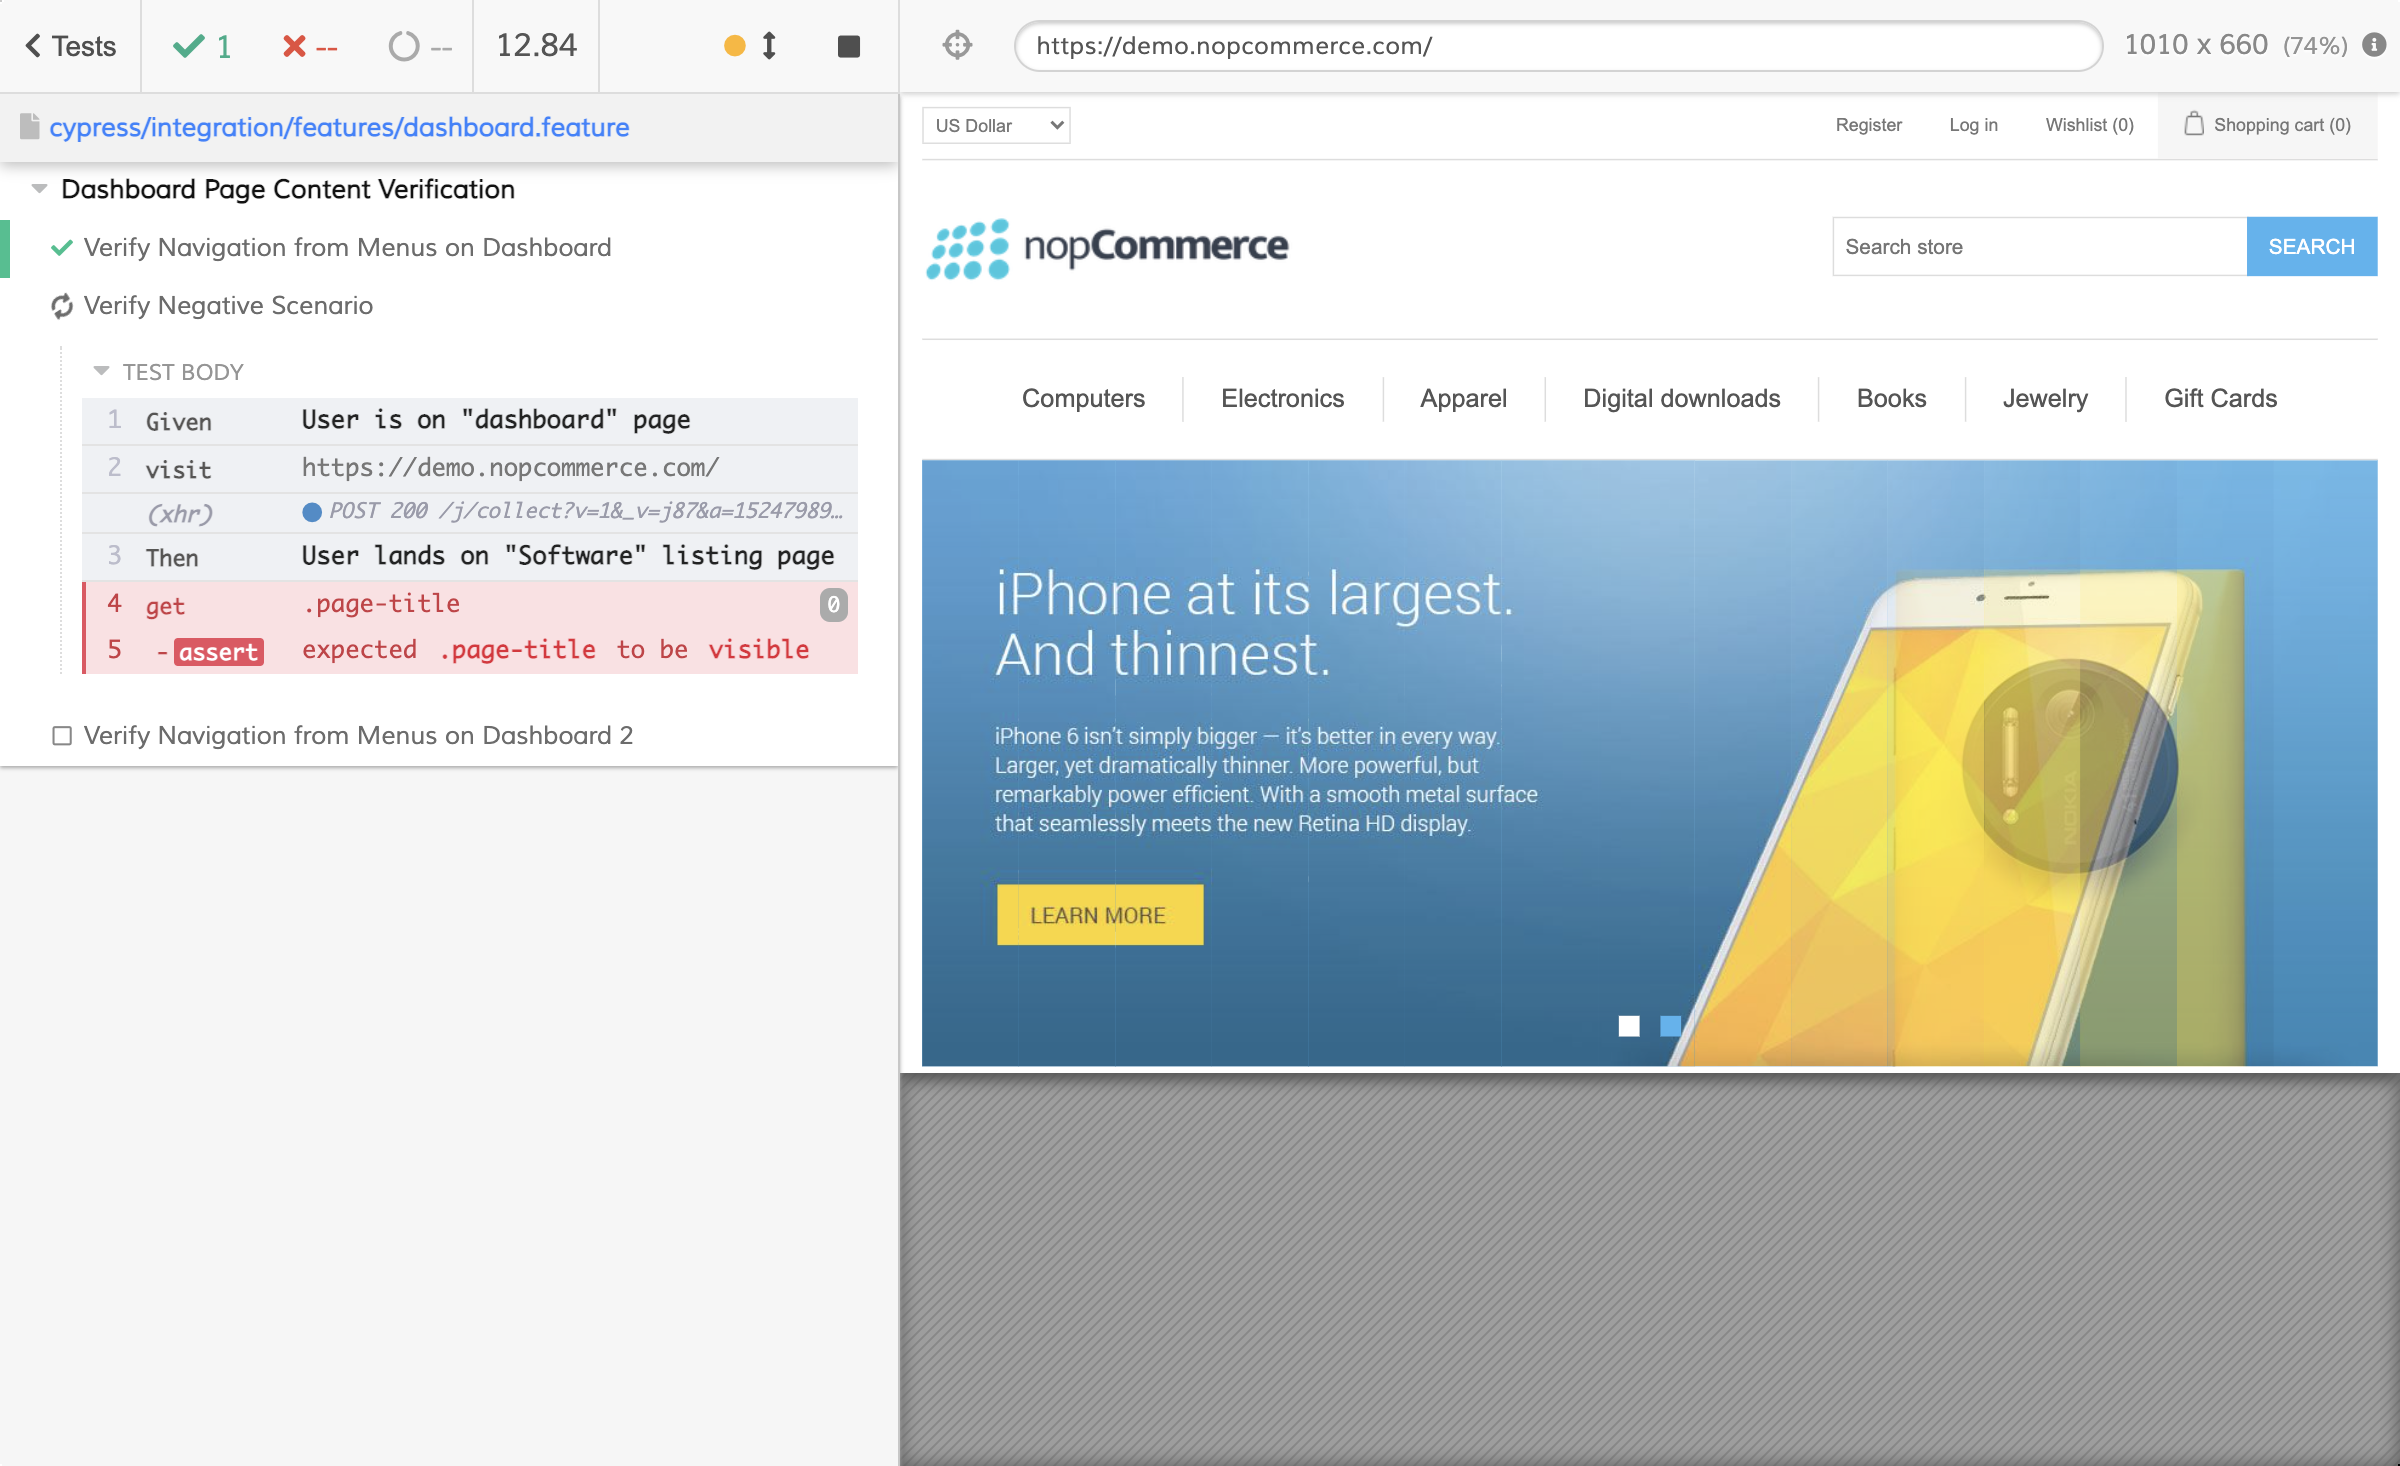 Tests
1
--
--
12.84
https://demo.nopcommerce.com/
1010 x 660 (74%)
cypress/integration/features/dashboard.feature
Dashboard Page Content Verification
Verify Navigation from Menus on Dashboard
Verify Negative Scenario
TEST BODY
1 Given User is on "dashboard" page
2 visit https://demo.nopcommerce.com/
(xhr) POST 200 /j/collect?v=1&_v=j87&a=15247989…
3 Then User lands on "Software" listing page
4 get .page-title 0
5 -assert expected .page-title to be visible
Verify Navigation from Menus on Dashboard 2
US Dollar
Register Log in Wishlist (0) Shopping cart (0)
nopCommerce
Search store
SEARCH
Computers Electronics Apparel Digital downloads Books Jewelry Gift Cards
iPhone at its largest.
And thinnest.
iPhone 6 isn't simply bigger — it's better in every way.
Larger, yet dramatically thinner. More powerful, but
remarkably power efficient. With a smooth metal surface
that seamlessly meets the new Retina HD display.
LEARN MORE
NOKIA